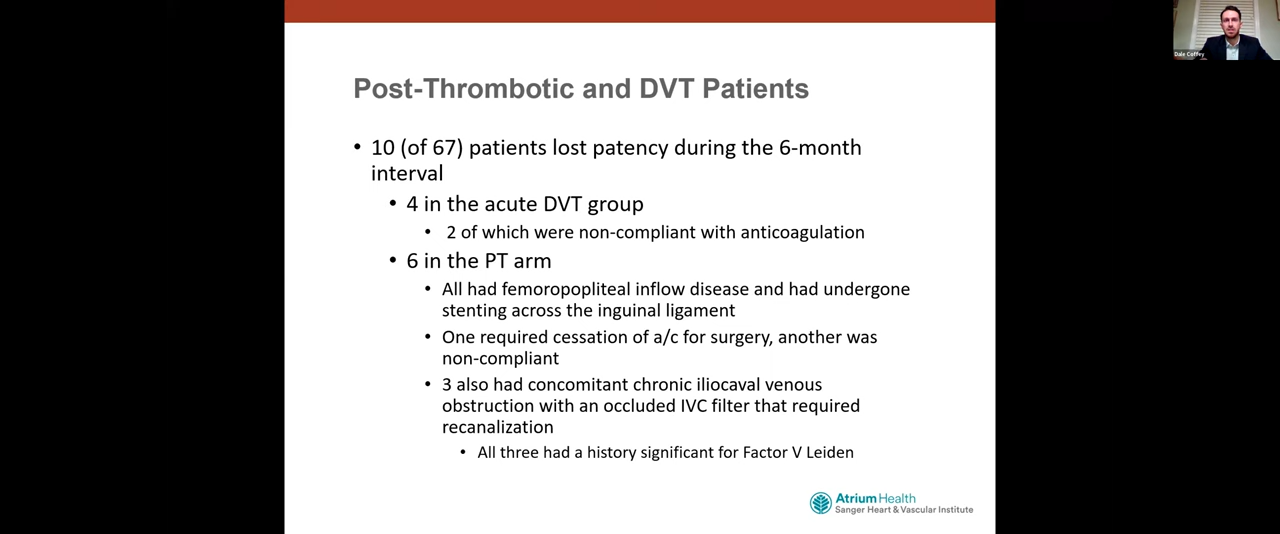 Post-Thrombotic and DVT Patients
• 10 (of 67) patients lost patency during the 6-month
interval
• 4 in the acute DVT group
• 2 of which were non-compliant with anticoagulation
• 6 in the PT arm
• All had femoropopliteal inflow disease and had undergone
stenting across the inguinal ligament
• One required cessation of a/c for surgery, another was
non-compliant
• 3 also had concomitant chronic iliocaval venous
obstruction with an occluded IVC filter that required
recanalization
• All three had a history significant for Factor V Leiden
Atrium Health
Sanger Heart & Vascular Institute
Dale Coffey